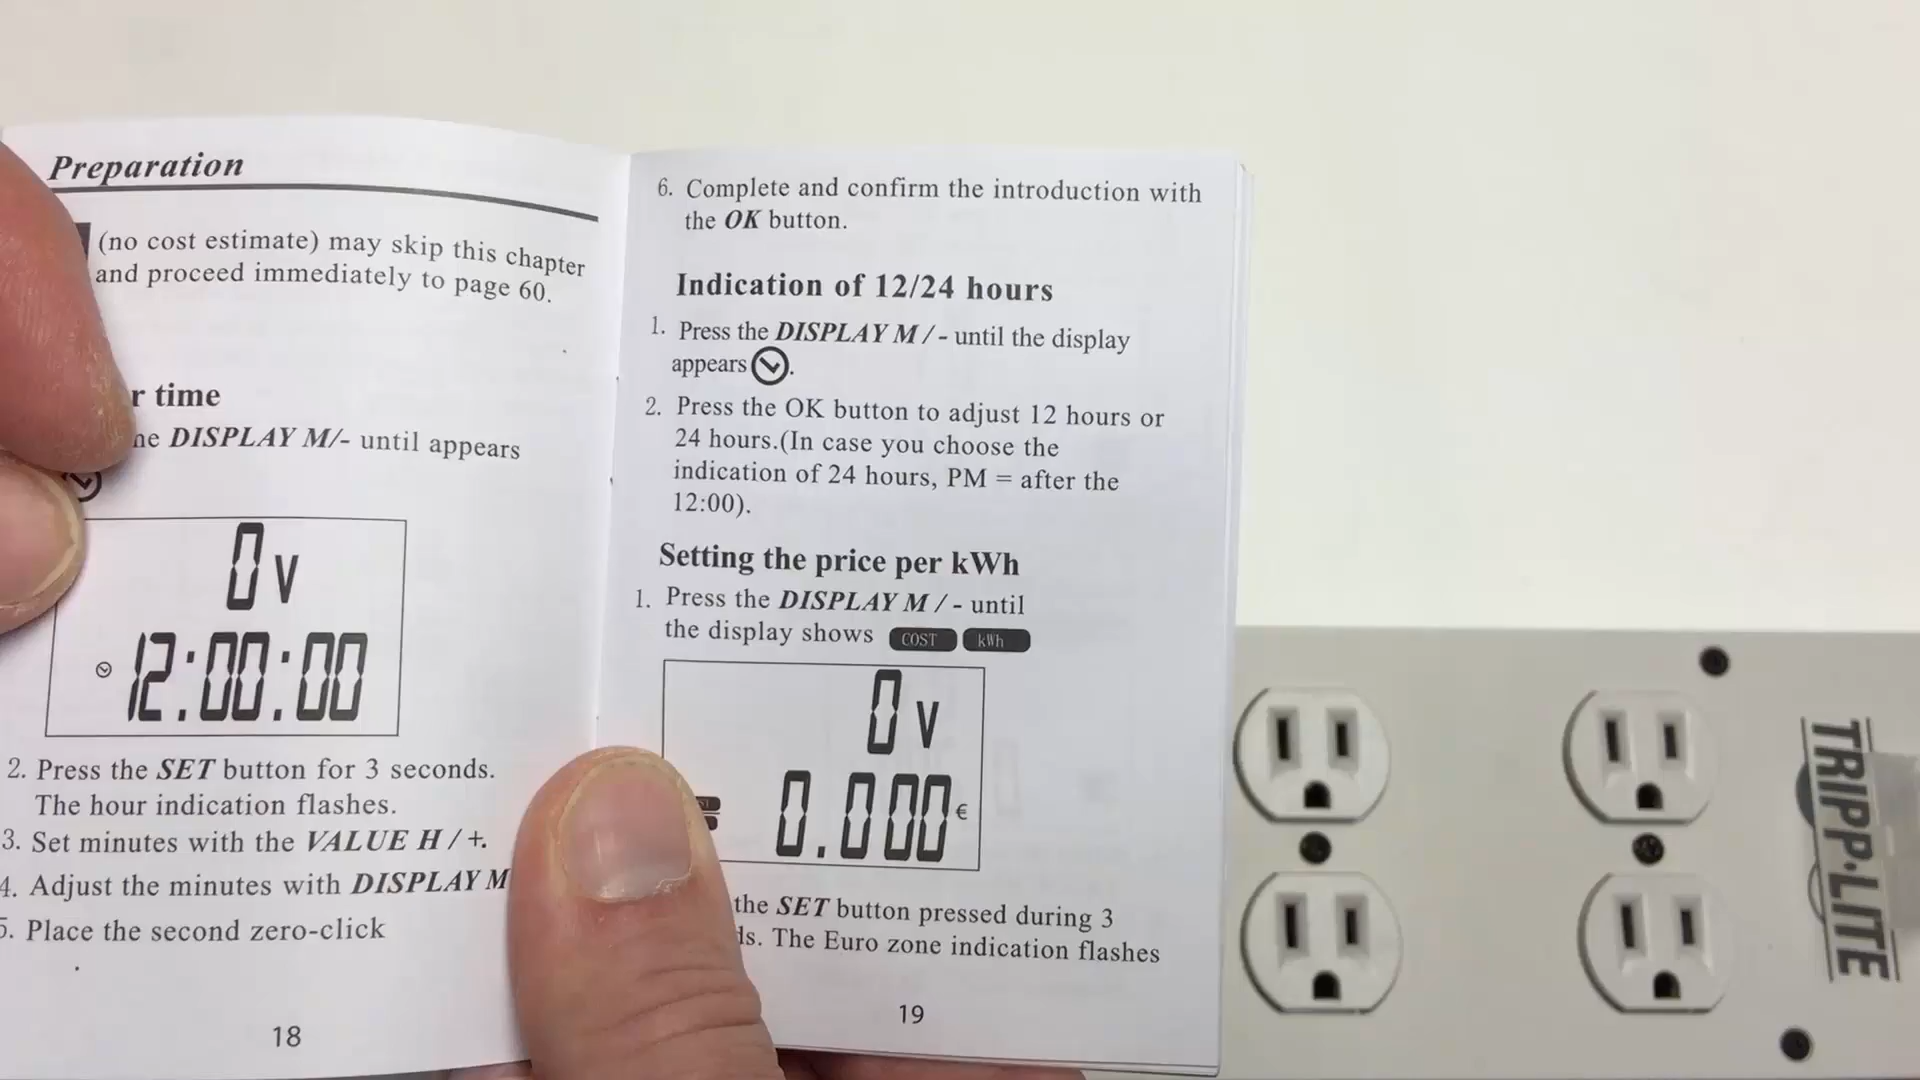 Preparation
(no cost estimate) may skip this chapter
and proceed immediately to page 60.
time
DISPLAY M/- until appears
0 V
12:00:00
2. Press the SET button for 3 seconds.
The hour indication flashes.
3. Set minutes with the VALUE H / +.
4. Adjust the minutes with DISPLAY M
5. Place the second zero-click
18
6. Complete and confirm the introduction with
the OK button.
Indication of 12/24 hours
1. Press the DISPLAY M / - until the display
appears .
2. Press the OK button to adjust 12 hours or
24 hours.(In case you choose the
indication of 24 hours, PM = after the
12:00).
Setting the price per kWh
1. Press the DISPLAY M / - until
the display shows COST kWh
0 V
0.000 €
the SET button pressed during 3
The Euro zone indication flashes
19
TRIPP·LITE